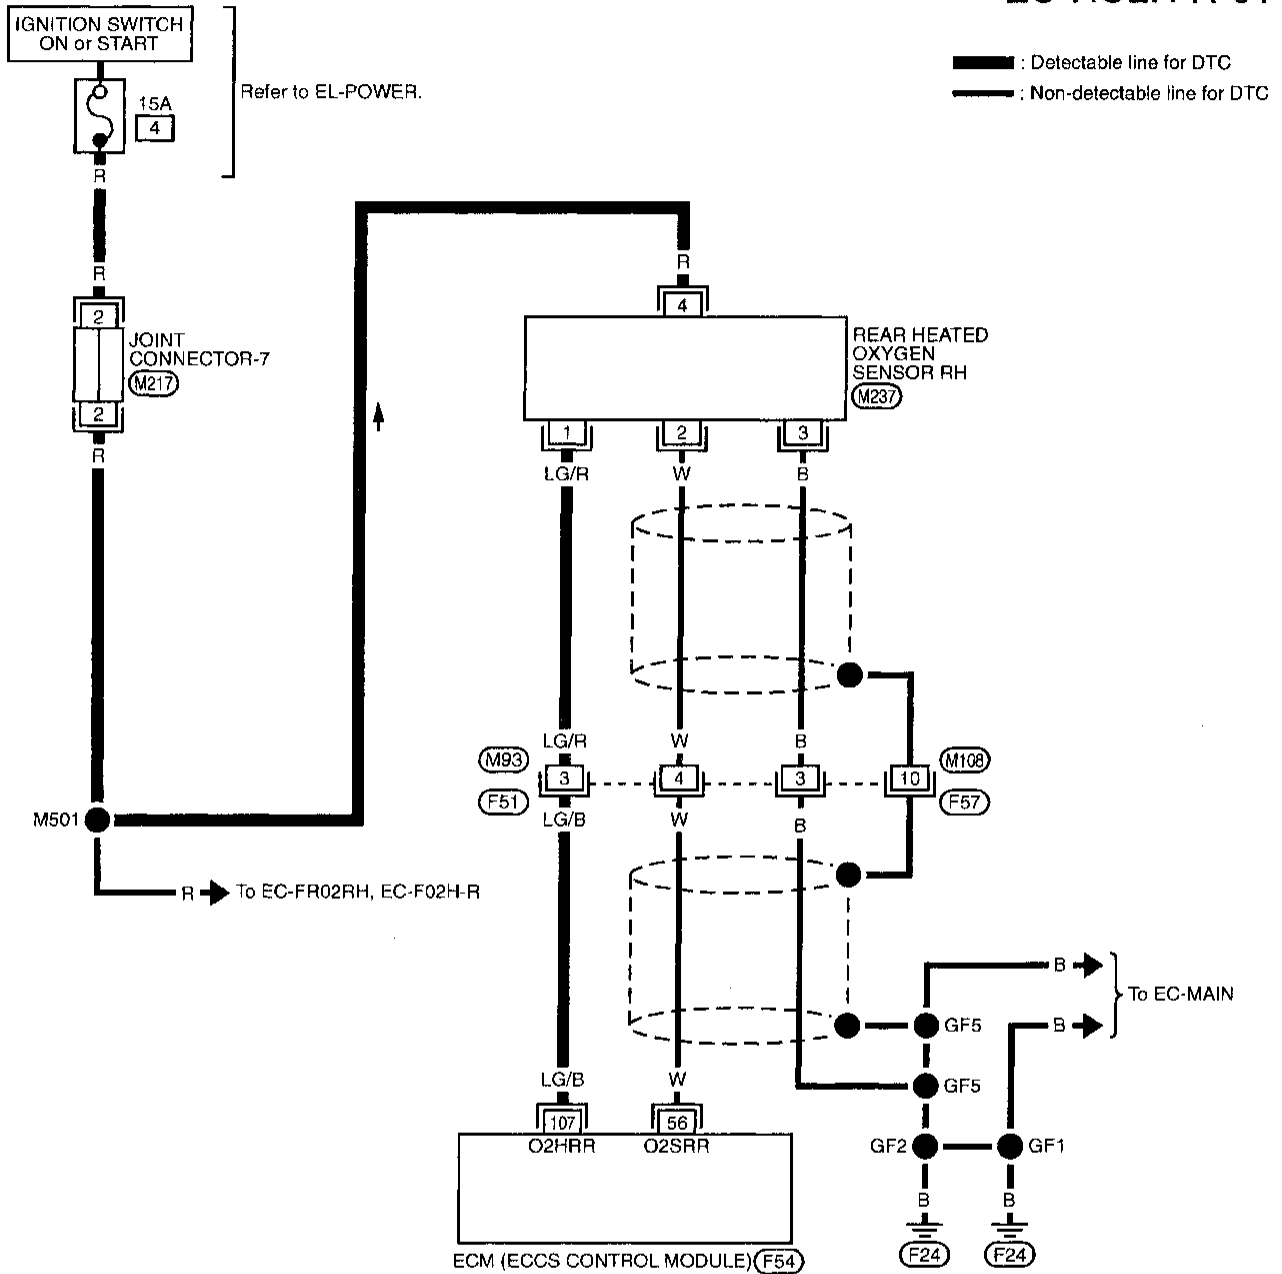 IGNITION SWITCH
ON or START
Refer to EL-POWER.
15A
4
R
: Detectable line for DTC
: Non-detectable line for DTC
R
2
JOINT
CONNECTOR-7
M217
2
R
R
4
REAR HEATED
OXYGEN
SENSOR RH
M237
1
2
3
LG/R
W
B
LG/R
W
B
M93
3
4
3
10
M108
F51
F57
LG/B
W
B
M501
R
To EC-FR02RH, EC-F02H-R
B
To EC-MAIN
GF5
B
GF5
LG/B
W
107
56
O2HRR
O2SRR
GF2
GF1
B
B
F24
F24
ECM (ECCS CONTROL MODULE)
F54